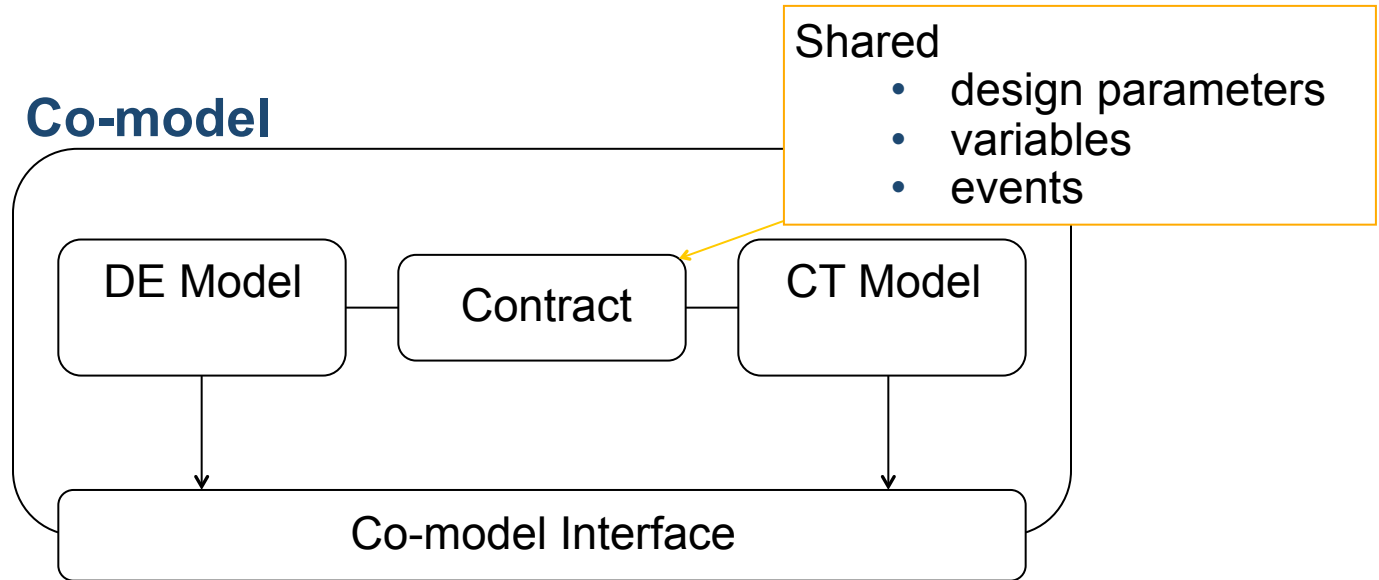 Shared
• design parameters
• variables
• events
Co-model
DE Model
Contract
CT Model
Co-model Interface